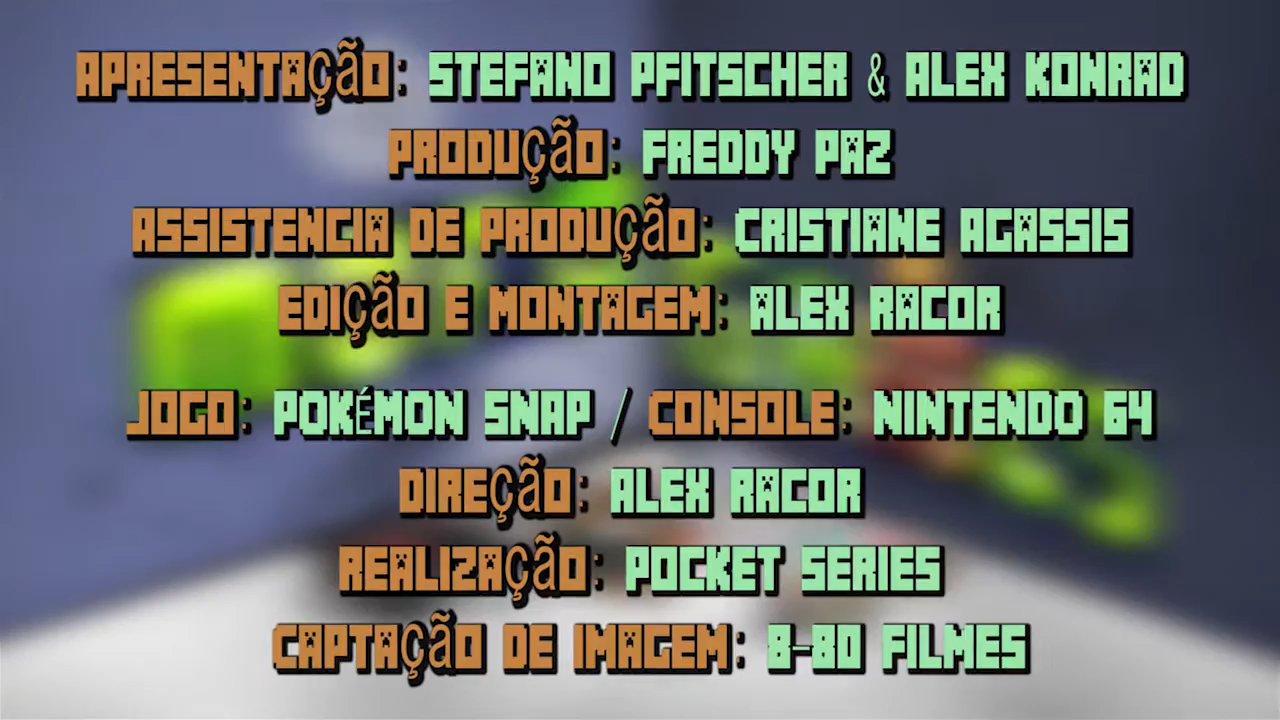 APRESENTAÇÃO: STEFANO PFITSCHER & ALEX KONRAD
PRODUÇÃO: FREDDY PAZ
ASSISTENCIA DE PRODUÇÃO: CRISTIANE AGASSIS
EDIÇÃO E MONTAGEM: ALEX RACOR
JOGO: POKÉMON SNAP / CONSOLE: NINTENDO 64
DIREÇÃO: ALEX RACOR
REALIZAÇÃO: POCKET SERIES
CAPTAÇÃO DE IMAGEM: 8-80 FILMES